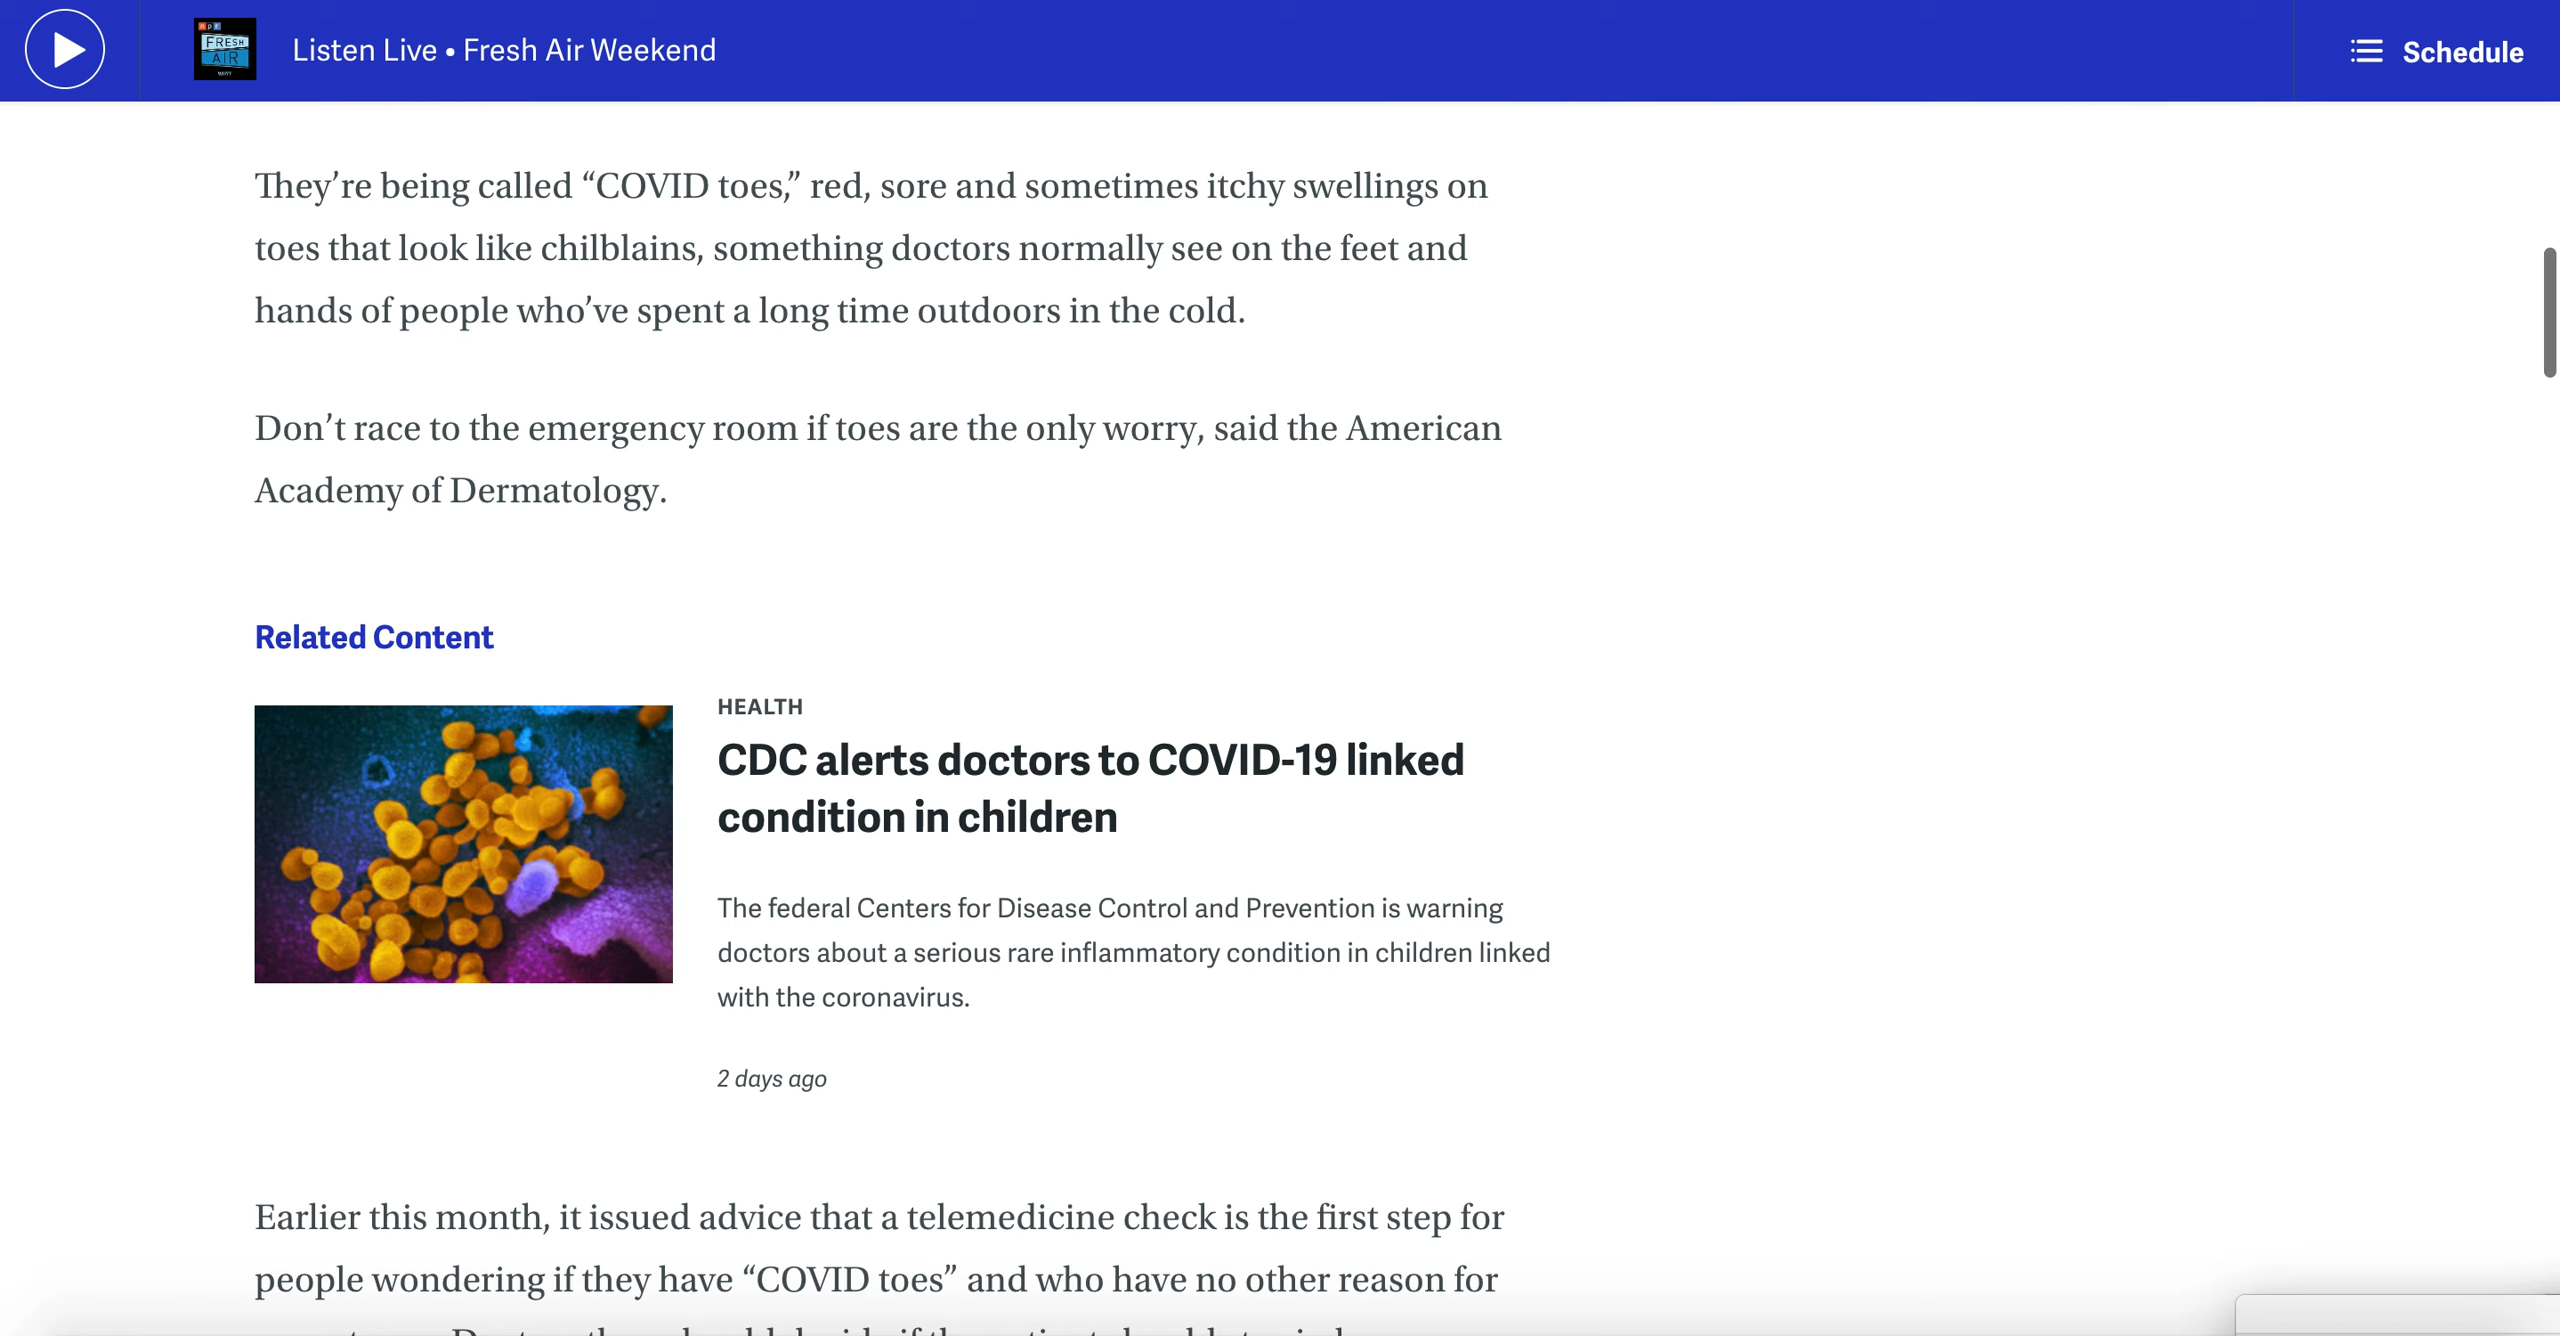 npr
FRESH
AIR
WHYY
Listen Live • Fresh Air Weekend
Schedule
They’re being called “COVID toes,” red, sore and sometimes itchy swellings on
toes that look like chilblains, something doctors normally see on the feet and
hands of people who’ve spent a long time outdoors in the cold.
Don’t race to the emergency room if toes are the only worry, said the American
Academy of Dermatology.
Related Content
HEALTH
CDC alerts doctors to COVID-19 linked
condition in children
The federal Centers for Disease Control and Prevention is warning
doctors about a serious rare inflammatory condition in children linked
with the coronavirus.
2 days ago
Earlier this month, it issued advice that a telemedicine check is the first step for
people wondering if they have “COVID toes” and who have no other reason for